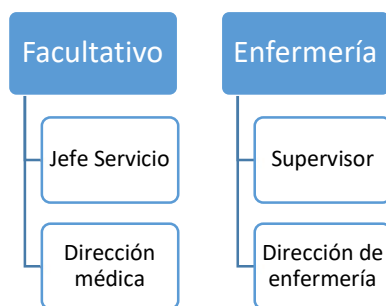 Facultativo
Jefe Servicio
Dirección
médica
Enfermería
Supervisor
Dirección de
enfermería